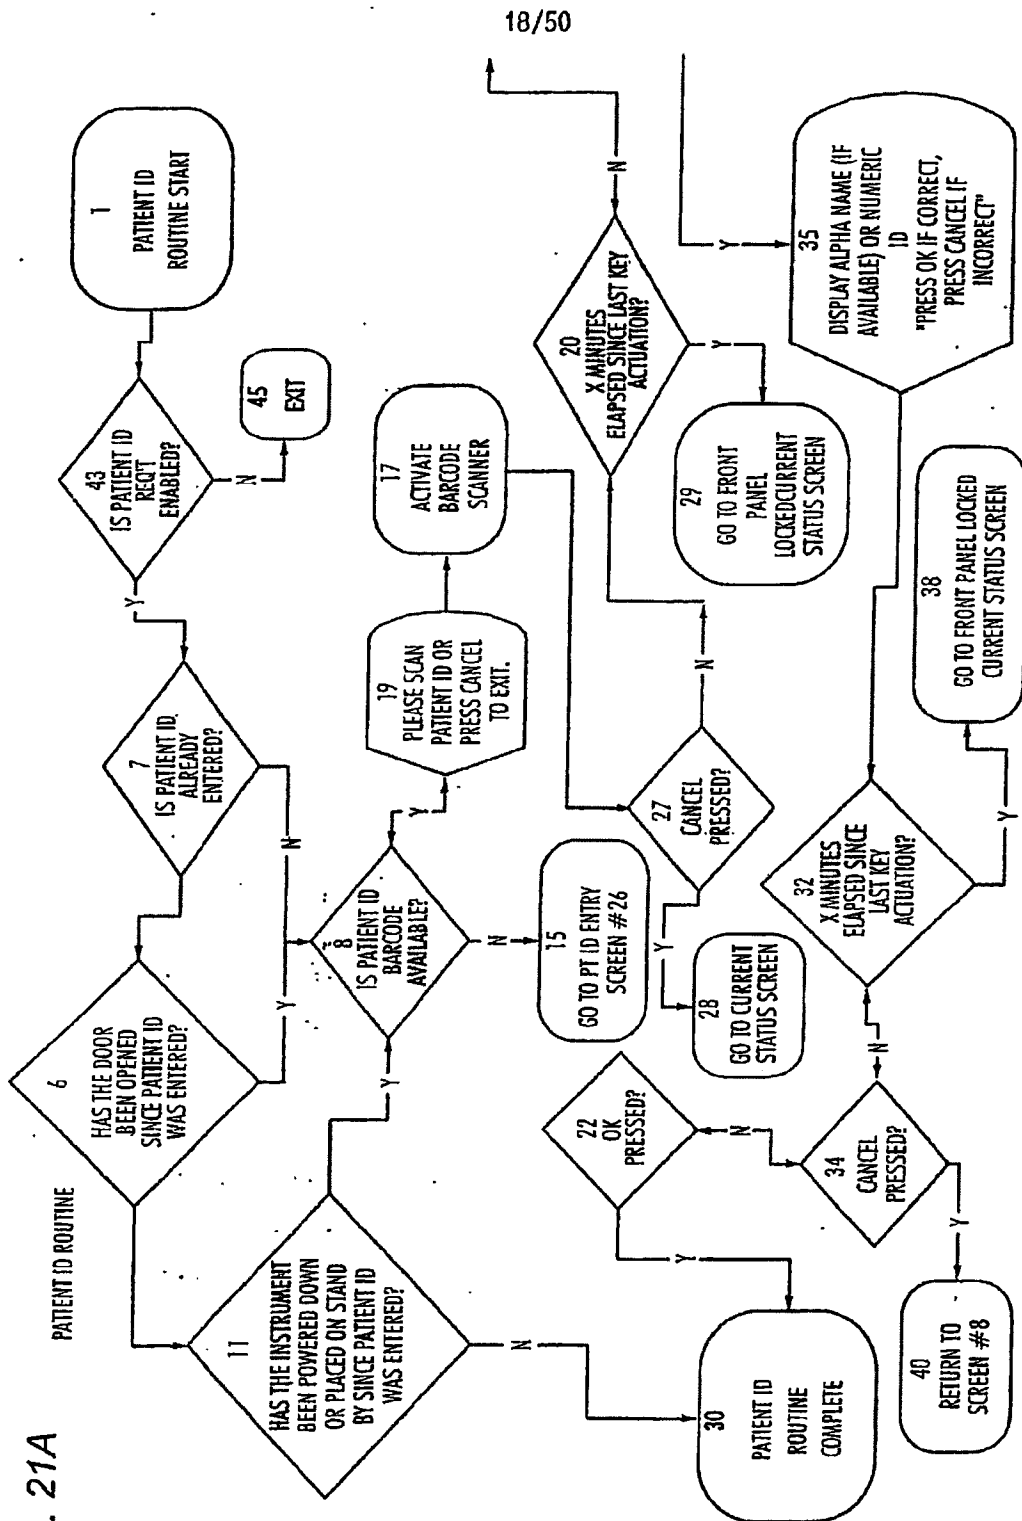 18/50
. 21A
PATIENT ID ROUTINE
1
PATIENT ID
ROUTINE START
43
IS PATIENT ID
REQ'T
ENABLED?
N
45
EXIT
Y
7
IS PATIENT ID
ALREADY
ENTERED?
N
6
HAS THE DOOR
BEEN OPENED
SINCE PATIENT ID
WAS ENTERED?
Y
11
HAS THE INSTRUMENT
BEEN POWERED DOWN
OR PLACED ON STAND
BY SINCE PATIENT ID
WAS ENTERED?
Y
N
8
IS PATIENT ID
BARCODE
AVAILABLE?
Y
N
19
PLEASE SCAN
PATIENT ID OR
PRESS CANCEL
TO EXIT.
17
ACTIVATE
BARCODE
SCANNER
15
GO TO PT ID ENTRY
SCREEN #26
27
CANCEL
PRESSED?
Y
N
28
GO TO CURRENT
STATUS SCREEN
20
X MINUTES
ELAPSED SINCE LAST KEY
ACTUATION?
N
Y
29
GO TO FRONT
PANEL
LOCKEDCURRENT
STATUS SCREEN
Y
35
DISPLAY ALPHA NAME (IF
AVAILABLE) OR NUMERIC
ID
"PRESS OK IF CORRECT,
PRESS CANCEL IF
INCORRECT"
32
X MINUTES
ELAPSED SINCE
LAST KEY
ACTUATION?
Y
38
GO TO FRONT PANEL LOCKED
CURRENT STATUS SCREEN
N
34
CANCEL
PRESSED?
Y
40
RETURN TO
SCREEN #8
N
22
OK
PRESSED?
Y
30
PATIENT ID
ROUTINE
COMPLETE